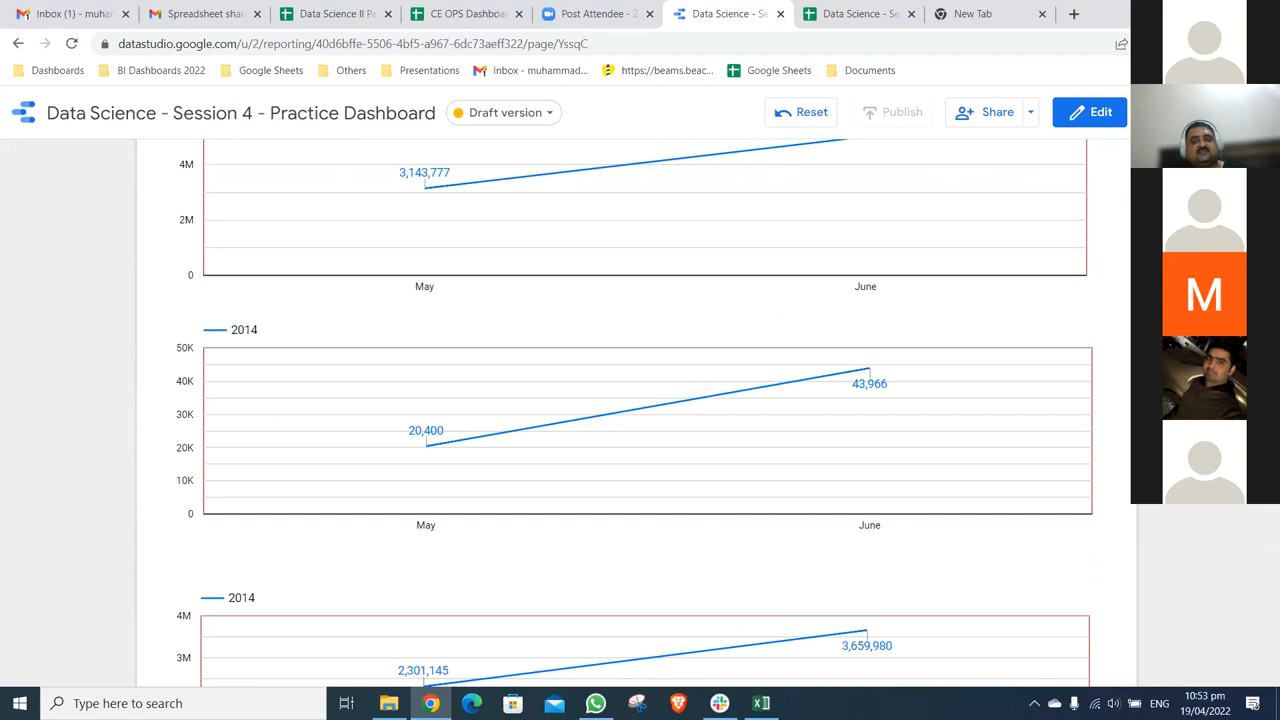 Inbox (1) - muhar
Spreadsheet shar
Data Science II Pa
CE OCS Dashboar
Post Attendee - Z
Data Science - Se
Data Science - Se
New Tab
datastudio.google.com/u/2/reporting/40d6bffe-5506-4bf5-a967-6dc73aeff322/page/YssqC
Dashboards
BI Dashboards 2022
Google Sheets
Others
Presentations
Inbox - muhammad...
https://beams.beac...
Google Sheets
Documents
Data Science - Session 4 - Practice Dashboard
Draft version
Reset
Publish
Share
Edit
4M
3,143,777
2M
0
May
June
M
2014
50K
40K
43,966
30K
20,400
20K
10K
0
May
June
2014
4M
3,659,980
3M
2,301,145
Type here to search
ENG
10:53 pm
19/04/2022